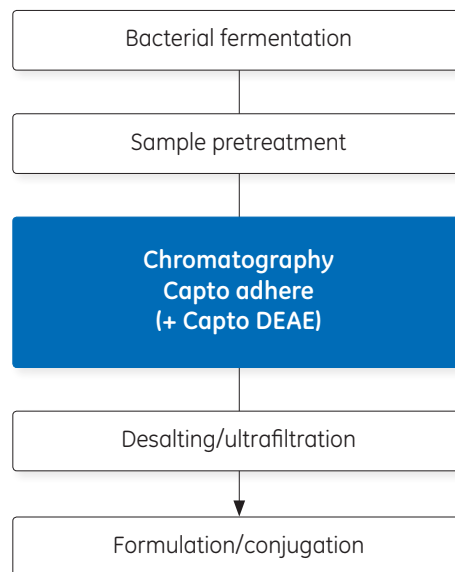 Bacterial fermentation
Sample pretreatment
Chromatography
Capto adhere
(+ Capto DEAE)
Desalting/ultrafiltration
Formulation/conjugation